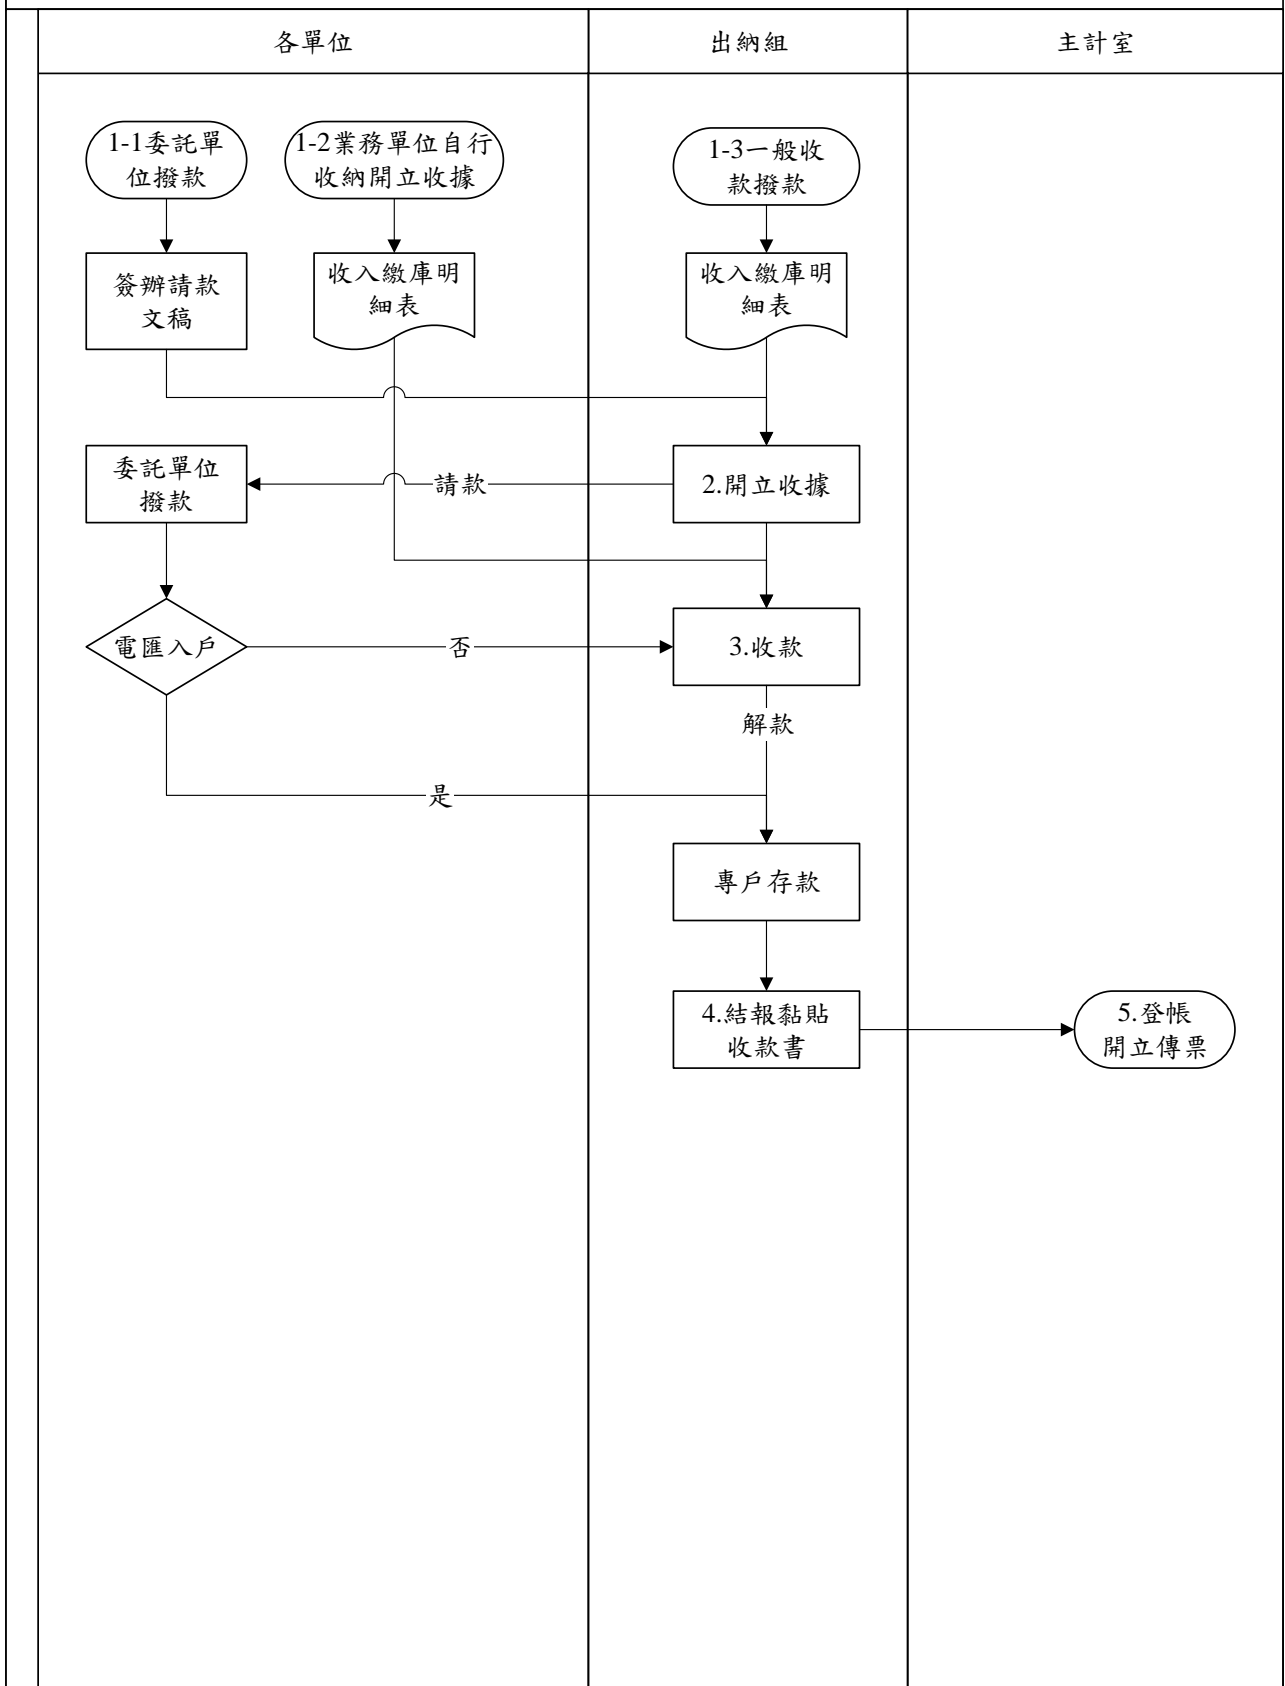 各單位
出納組
主計室
1-1委託單
位撥款
1-2業務單位自行
收納開立收據
1-3一般收
款撥款
簽辦請款
文稿
收入繳庫明
細表
收入繳庫明
細表
委託單位
撥款
請款
2.開立收據
電匯入戶
否
3.收款
解款
是
專戶存款
4.結報黏貼
收款書
5.登帳
開立傳票